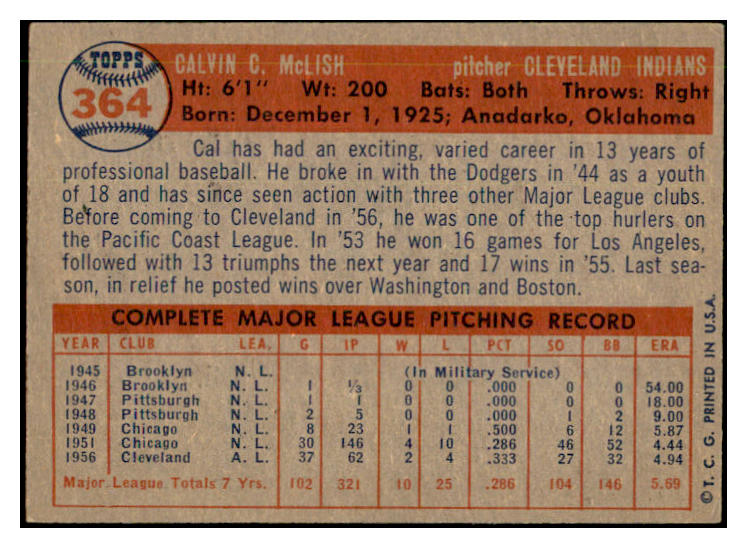 TOPPS
364
CALVIN C. McLISH pitcher CLEVELAND INDIANS
Ht: 6'1" Wt: 200 Bats: Both Throws: Right
Born: December 1, 1925; Anadarko, Oklahoma
Cal has had an exciting, varied career in 13 years of
professional baseball. He broke in with the Dodgers in '44 as a youth
of 18 and has since seen action with three other Major League clubs.
Before coming to Cleveland in '56, he was one of the top hurlers on
the Pacific Coast League. In '53 he won 16 games for Los Angeles,
followed with 13 triumphs the next year and 17 wins in '55. Last sea-
son, in relief he posted wins over Washington and Boston.
COMPLETE MAJOR LEAGUE PITCHING RECORD
YEAR CLUB LEA. G IP W L PCT SO BB ERA
1945 Brooklyn N. L. (In Military Service)
1946 Brooklyn N. L. 1 1/3 0 0 .000 0 0 54.00
1947 Pittsburgh N. L. 1 1 0 0 .000 0 0 18.00
1948 Pittsburgh N. L. 2 5 0 0 .000 1 2 9.00
1949 Chicago N. L. 8 23 1 1 .500 6 12 5.87
1951 Chicago N. L. 30 146 4 10 .286 46 52 4.44
1956 Cleveland A. L. 37 62 2 4 .333 27 32 4.94
Major League Totals 7 Yrs. 102 321 10 25 .286 104 146 5.69
© T. C. G. PRINTED IN U.S.A.